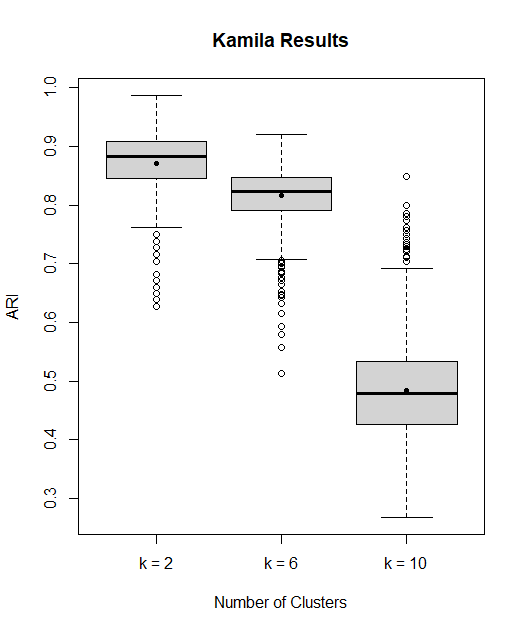 Kamila Results
ARI
1.0
0.9
0.8
0.7
0.6
0.5
0.4
0.3
k = 2
k = 6
k = 10
Number of Clusters